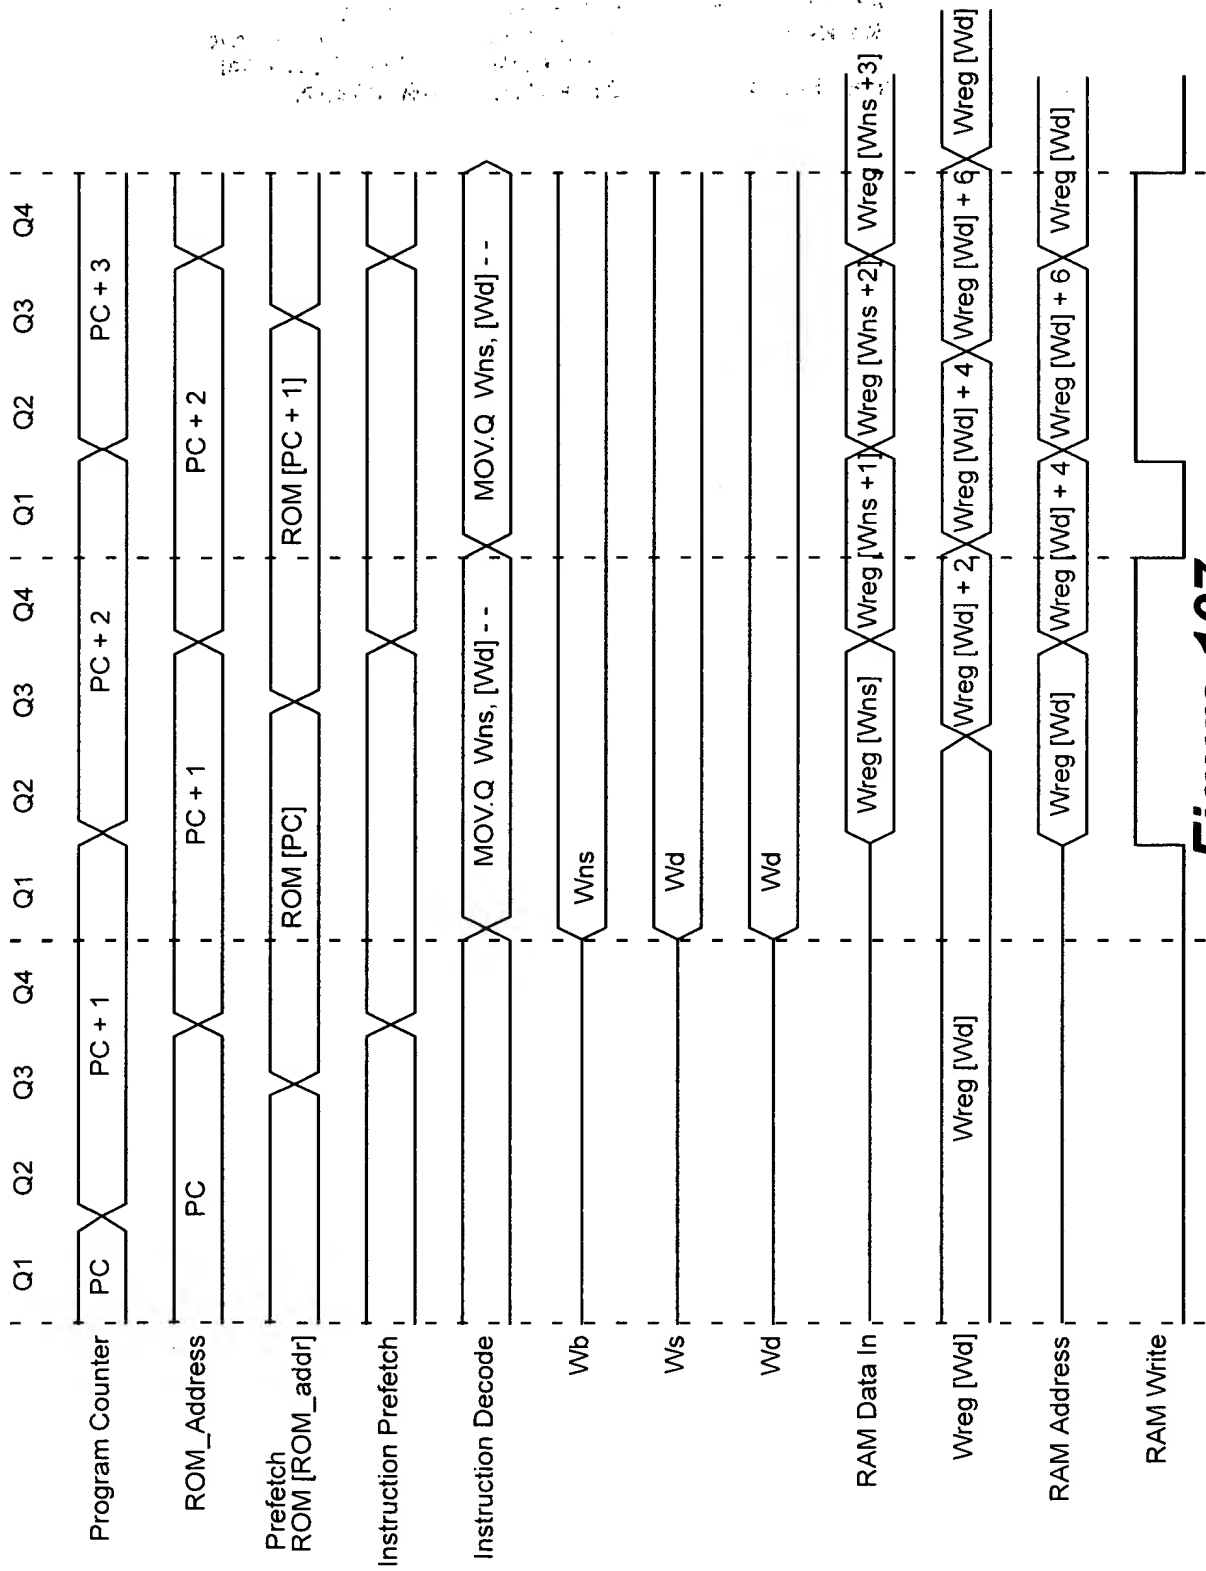 Q1 Q2 Q3 Q4 Q1 Q2 Q3 Q4 Q1 Q2 Q3 Q4
Program Counter PC PC + 1 PC + 2 PC + 3
ROM_Address PC PC + 1 PC + 2
Prefetch
ROM [ROM_addr] ROM [PC] ROM [PC + 1]
Instruction Prefetch
Instruction Decode MOV.Q Wns, [Wd] - - MOV.Q Wns, [Wd] - -
Wb Wns
Ws Wd
Wd Wd
RAM Data In Wreg [Wns] Wreg [Wns +1] Wreg [Wns +2] Wreg [Wns +3]
Wreg [Wd] Wreg [Wd] Wreg [Wd] + 2 Wreg [Wd] + 4 Wreg [Wd] + 6 Wreg [Wd] + 6 Wreg [Wd]
RAM Address Wreg [Wd] Wreg [Wd] + 4 Wreg [Wd] + 6 Wreg [Wd]
RAM Write
Figure 107